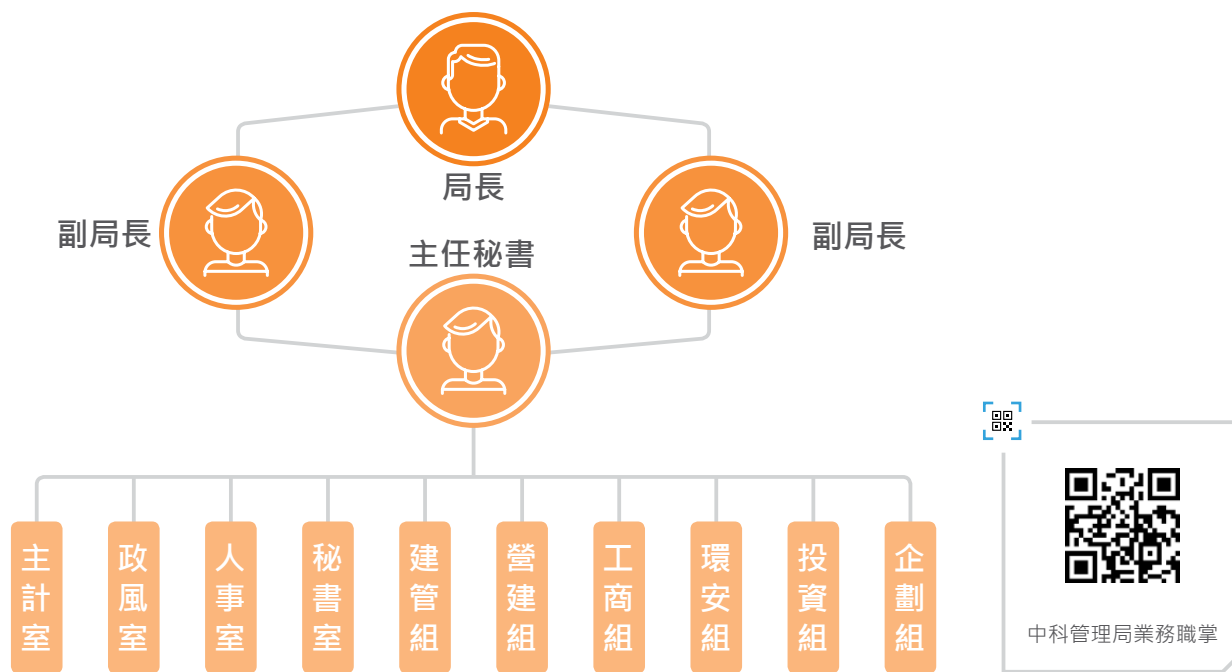 局長
副局長
副局長
主任秘書
主計室
政風室
人事室
秘書室
建管組
營建組
工商組
環安組
投資組
企劃組
中科管理局業務職掌